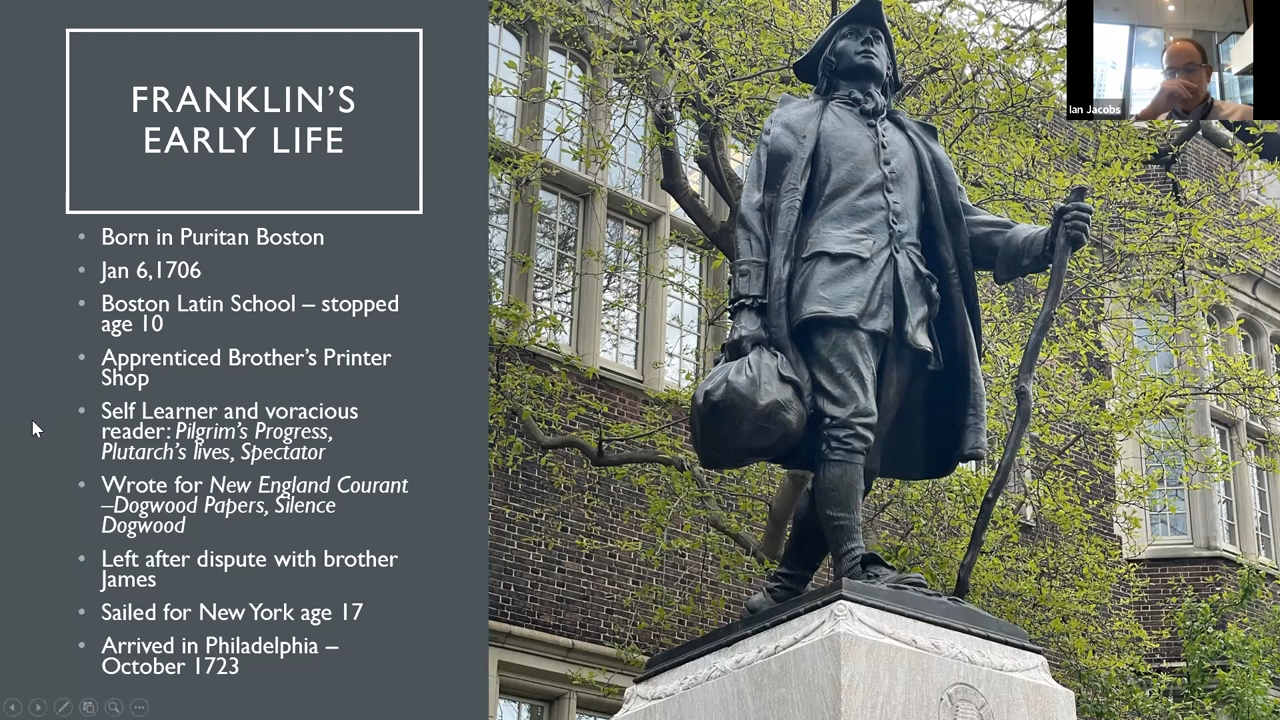 FRANKLIN'S
EARLY LIFE
Born in Puritan Boston
Jan 6,1706
Boston Latin School – stopped
age 10
Apprenticed Brother's Printer
Shop
Self Learner and voracious
reader: Pilgrim's Progress,
Plutarch's lives, Spectator
Wrote for New England Courant
–Dogwood Papers, Silence
Dogwood
Left after dispute with brother
James
Sailed for New York age 17
Arrived in Philadelphia –
October 1723
Ian Jacobs